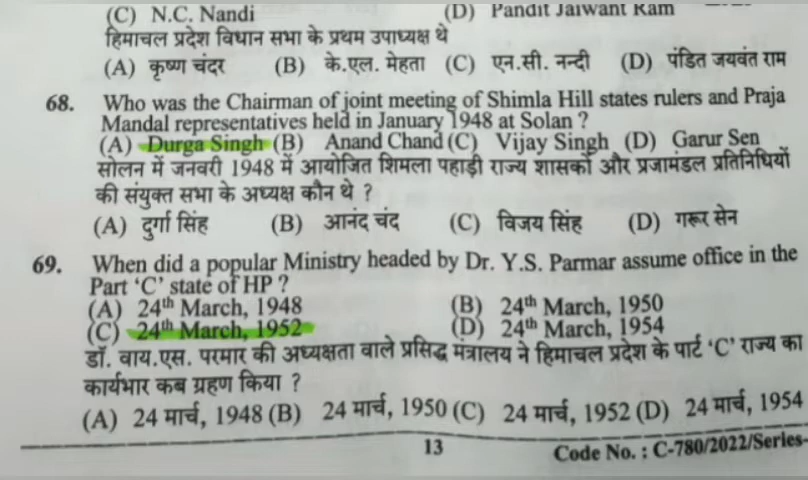 (C) N.C. Nandi (D) Pandit Jaiwant Ram
हिमाचल प्रदेश विधान सभा के प्रथम उपाध्यक्ष थे
(A) कृष्ण चंदर (B) के.एल. मेहता (C) एन.सी. नन्दी (D) पंडित जयवंत राम
68. Who was the Chairman of joint meeting of Shimla Hill states rulers and Praja
Mandal representatives held in January 1948 at Solan ?
(A) Durga Singh (B) Anand Chand (C) Vijay Singh (D) Garur Sen
सोलन में जनवरी 1948 में आयोजित शिमला पहाड़ी राज्य शासकों और प्रजामंडल प्रतिनिधियों
की संयुक्त सभा के अध्यक्ष कौन थे ?
(A) दुर्गा सिंह (B) आनंद चंद (C) विजय सिंह (D) गरूर सेन
69. When did a popular Ministry headed by Dr. Y.S. Parmar assume office in the
Part ‘C’ state of HP ?
(A) 24th March, 1948 (B) 24th March, 1950
(C) 24th March, 1952 (D) 24th March, 1954
डॉ. वाय.एस. परमार की अध्यक्षता वाले प्रसिद्ध मंत्रालय ने हिमाचल प्रदेश के पार्ट ‘C’ राज्य का
कार्यभार कब ग्रहण किया ?
(A) 24 मार्च, 1948 (B) 24 मार्च, 1950 (C) 24 मार्च, 1952 (D) 24 मार्च, 1954
13 Code No. : C-780/2022/Series-